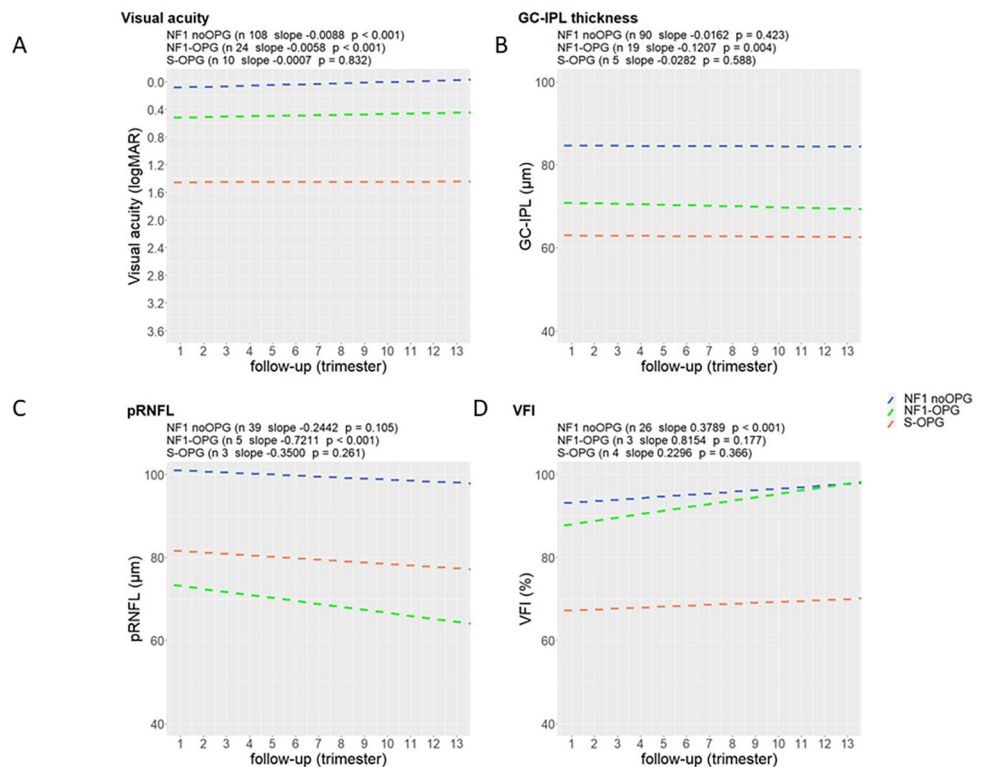 A
Visual acuity
NF1 noOPG (n 108 slope -0.0088 p < 0.001)
NF1-OPG (n 24 slope -0.0058 p < 0.001)
S-OPG (n 10 slope -0.0007 p = 0.832)
Visual acuity (logMAR)
0.0
0.4
0.8
1.2
1.6
2.0
2.4
2.8
3.2
3.6
1 2 3 4 5 6 7 8 9 10 11 12 13
follow-up (trimester)
B
GC-IPL thickness
NF1 noOPG (n 90 slope -0.0162 p = 0.423)
NF1-OPG (n 19 slope -0.1207 p = 0.004)
S-OPG (n 5 slope -0.0282 p = 0.588)
GC-IPL (μm)
100
80
60
40
1 2 3 4 5 6 7 8 9 10 11 12 13
follow-up (trimester)
C
pRNFL
NF1 noOPG (n 39 slope -0.2442 p = 0.105)
NF1-OPG (n 5 slope -0.7211 p < 0.001)
S-OPG (n 3 slope -0.3500 p = 0.261)
pRNFL (μm)
100
80
60
40
1 2 3 4 5 6 7 8 9 10 11 12 13
follow-up (trimester)
D
VFI
NF1 noOPG (n 26 slope 0.3789 p < 0.001)
NF1-OPG (n 3 slope 0.8154 p = 0.177)
S-OPG (n 4 slope 0.2296 p = 0.366)
VFI (%)
100
80
60
40
1 2 3 4 5 6 7 8 9 10 11 12 13
follow-up (trimester)
NF1 noOPG
NF1-OPG
S-OPG